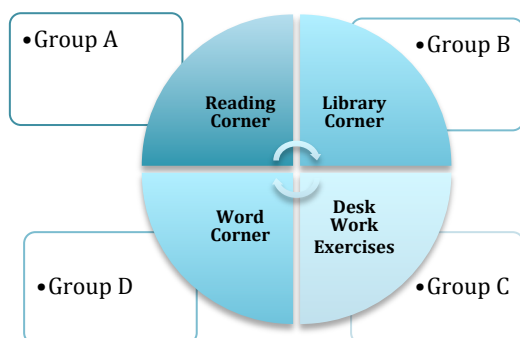 •Group A
•Group B
Reading
Corner
Library
Corner
Word
Corner
Desk
Work
Exercises
•Group D
•Group C